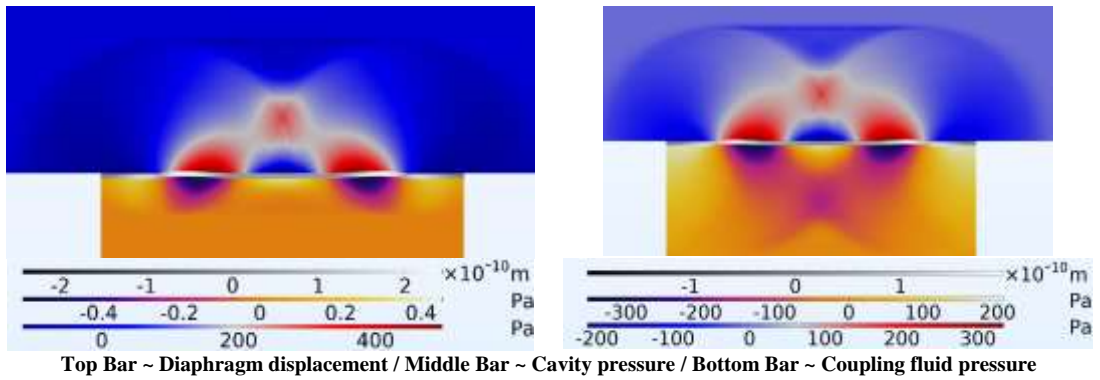 -2 -1 0 1 2 ×10⁻¹⁰m
-0.4 -0.2 0 0.2 0.4 Pa
0 200 400 Pa
-1 0 1 ×10⁻¹⁰m
-300 -200 -100 0 100 200 Pa
-200 -100 0 100 200 300 Pa
Top Bar ~ Diaphragm displacement / Middle Bar ~ Cavity pressure / Bottom Bar ~ Coupling fluid pressure